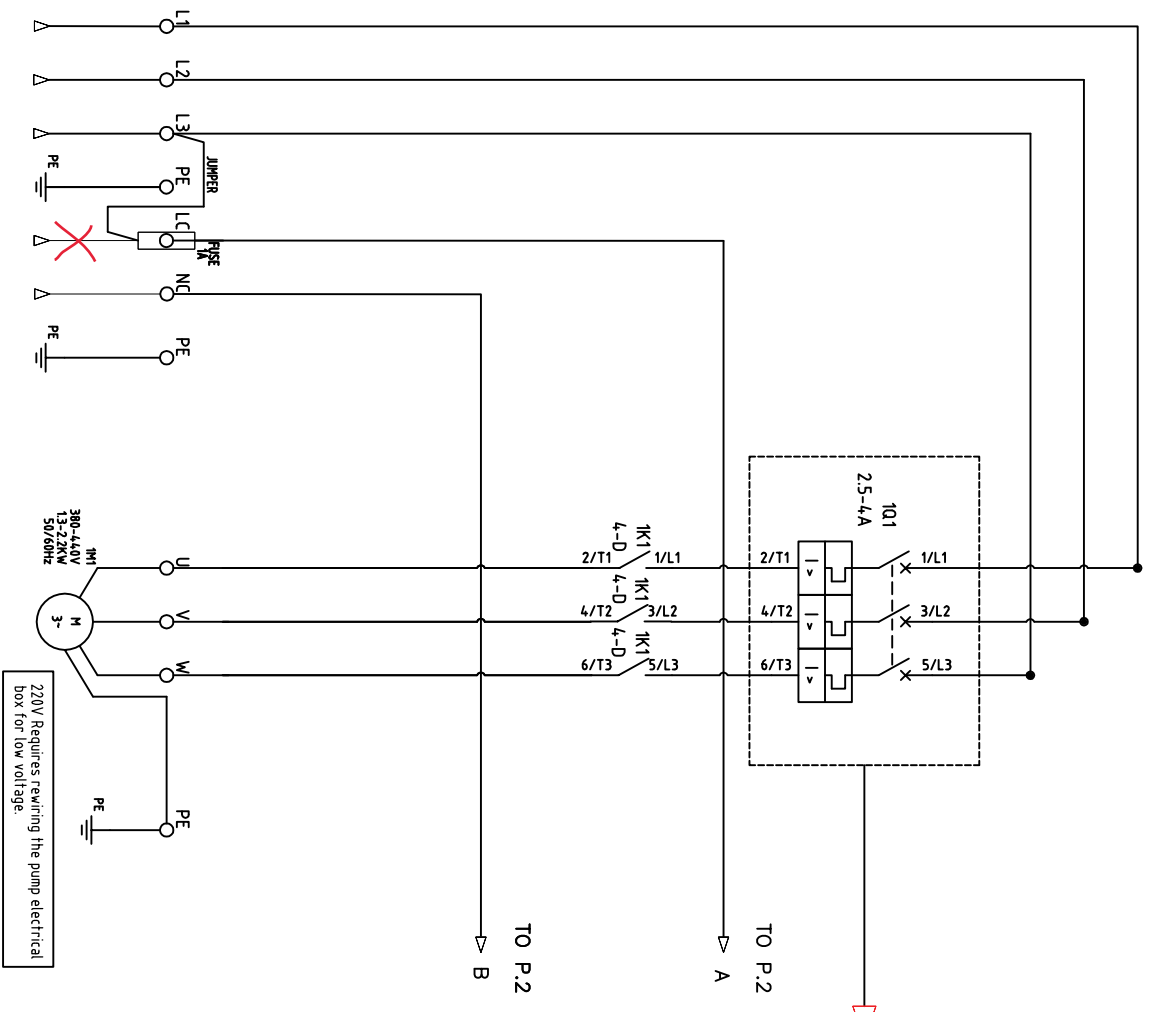 L1
L2
L3
JUMPER
PE
PE
LC
FUSE
1A
NC
PE
PE
1Q1
2.5-4A
1/L1
2/T1
1K1
4-D
1/L1
2/T1
U
3/L2
4/T2
1K1
4-D
3/L2
4/T2
V
5/L3
6/T3
1K1
4-D
5/L3
6/T3
W
1M1
380-440V
1.3-2.2KW
50/60Hz
M
3~
I >
I >
I >
PE
PE
220V Requires rewiring the pump electrical
box for low voltage.
TO P.2
A
TO P.2
B